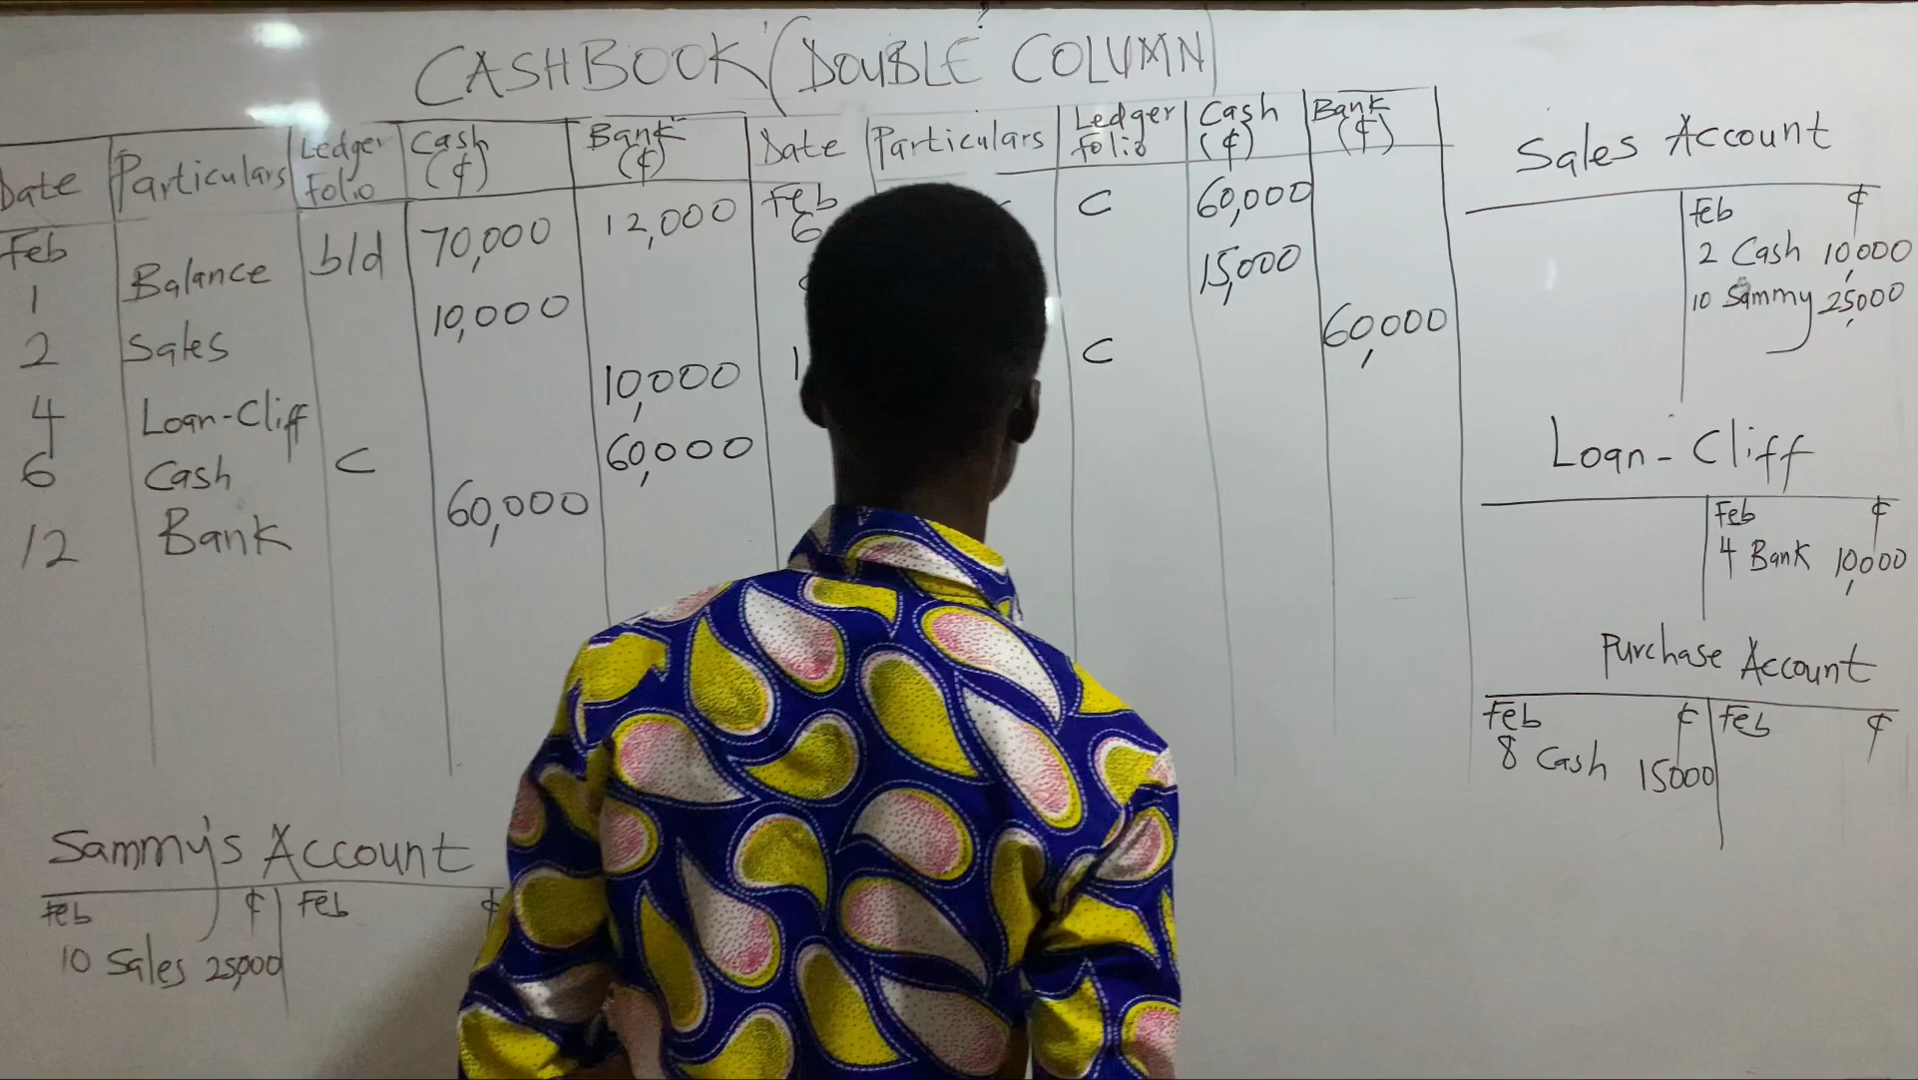 CASHBOOK (DOUBLE COLUMN)
Date Particulars Ledger Folio Cash (¢) Bank (¢) Date Particulars Ledger folio Cash (¢) Bank (¢)
Feb
1 Balance b/d 70,000 12,000
2 Sales 10,000
4 Loan-Cliff 10,000
6 Cash C 60,000
12 Bank 60,000
Feb
6 C 60,000
15,000
C 60,000
Sales Account
Feb ¢
2 Cash 10,000
10 Sammy 25,000
Loan-Cliff
Feb ¢
4 Bank 10,000
Purchase Account
Feb ¢ Feb ¢
8 Cash 15000
Sammy's Account
Feb ¢ Feb ¢
10 Sales 25,000